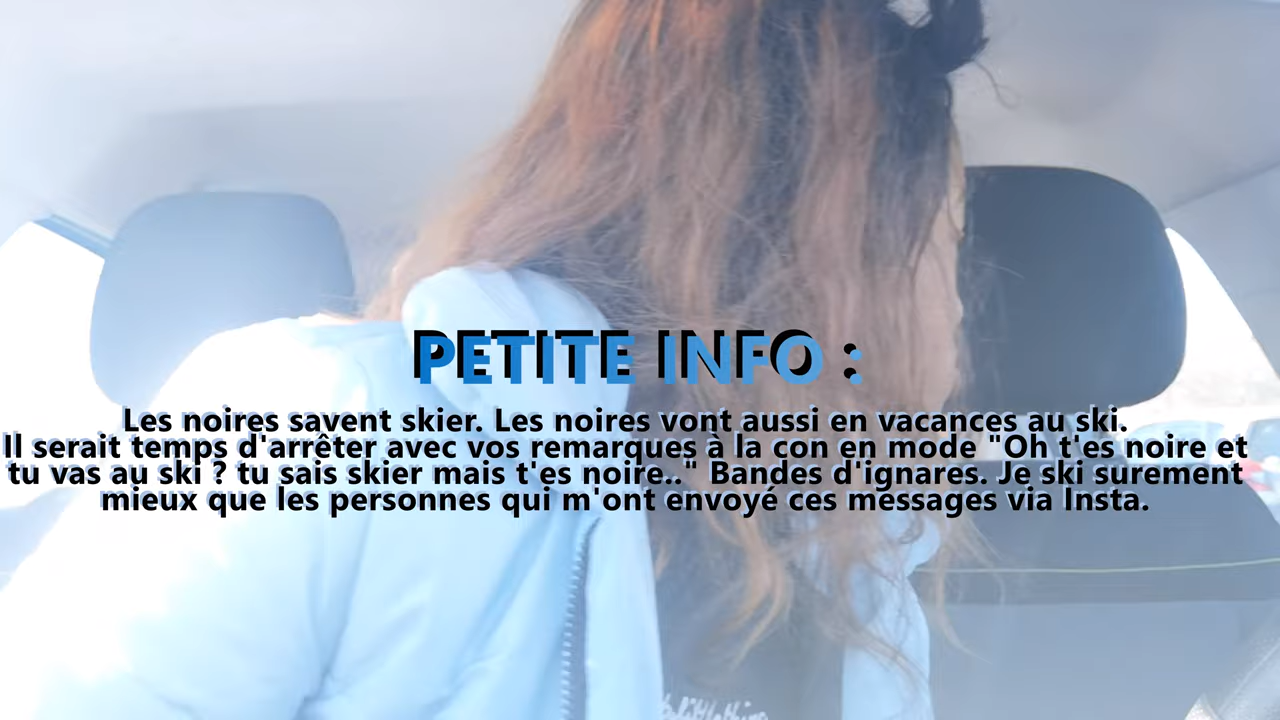 PETITE INFO :
Les noires savent skier. Les noires vont aussi en vacances au ski.
Il serait temps d'arrêter avec vos remarques à la con en mode "Oh t'es noire et
tu vas au ski ? tu sais skier mais t'es noire.." Bandes d'ignares. Je ski surement
mieux que les personnes qui m'ont envoyé ces méssages via Insta.